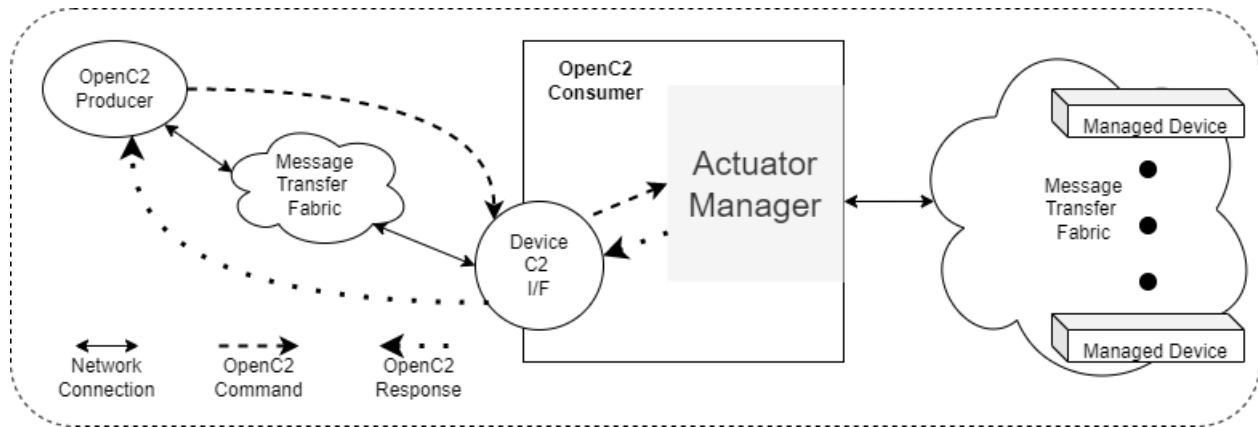 OpenC2
Producer
OpenC2
Consumer
Message
Transfer
Fabric
Actuator
Manager
Device
C2
I/F
Managed Device
Message
Transfer
Fabric
Managed Device
Network
Connection
OpenC2
Command
OpenC2
Response